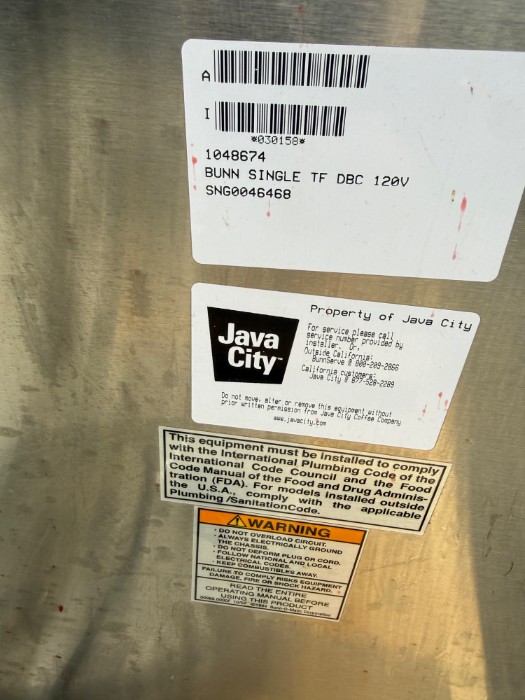 A
I
*030158*
1048674
BUNN SINGLE TF DBC 120V
SNG0046468
Property of Java City
Java
City™
For service please call
service number provided by
installer. Or,
Outside California:
BunnServe @ 800-209-2866
California customers:
Java City @ 877-528-2289
Do not move, alter or remove this equipment without
prior written permission from Java City Coffee Company
www.javacity.com
This equipment must be installed to comply
with the International Plumbing Code of the
International Code Council and the Food
Code Manual of the Food and Drug Adminis-
tration (FDA). For models installed outside
the U.S.A., comply with the applicable
Plumbing /SanitationCode.
WARNING
- DO NOT OVERLOAD CIRCUIT.
- ALWAYS ELECTRICALLY GROUND
THE CHASSIS.
- DO NOT DEFORM PLUG OR CORD.
- FOLLOW NATIONAL AND LOCAL
ELECTRICAL CODES.
- KEEP COMBUSTIBLES AWAY.
FAILURE TO COMPLY RISKS EQUIPMENT
DAMAGE, FIRE OR SHOCK HAZARD.
READ THE ENTIRE
OPERATING MANUAL BEFORE
USING THIS PRODUCT
Bunn-O-Matic Corporation